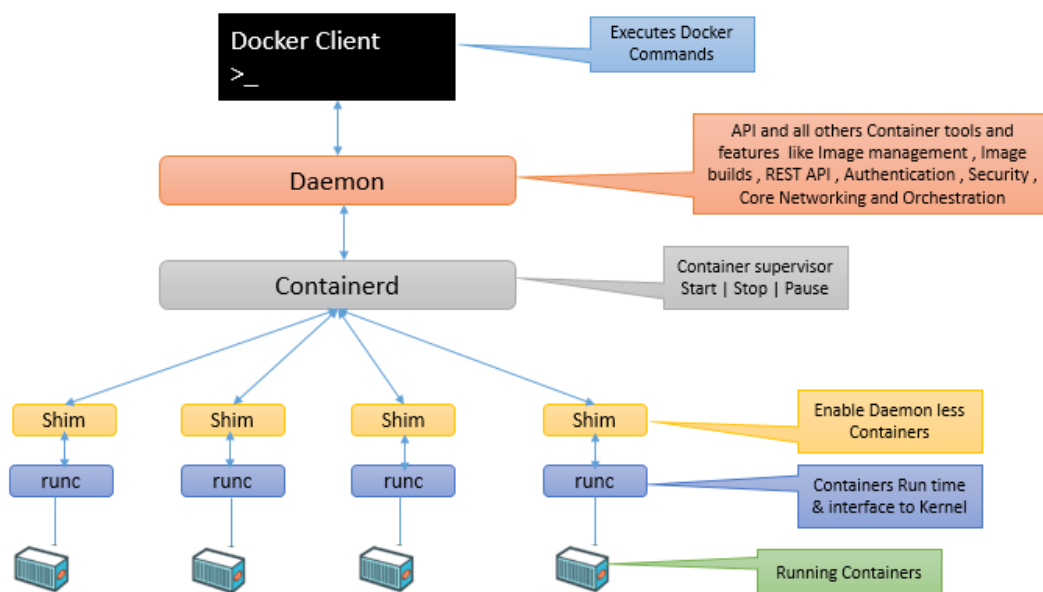 Docker Client
>_
Executes Docker
Commands
API and all others Container tools and
features like Image management , Image
builds , REST API , Authentication , Security ,
Core Networking and Orchestration
Daemon
Containerd
Container supervisor
Start | Stop | Pause
Shim
Shim
Shim
Shim
Enable Daemon less
Containers
runc
runc
runc
runc
Containers Run time
& interface to Kernel
Running Containers